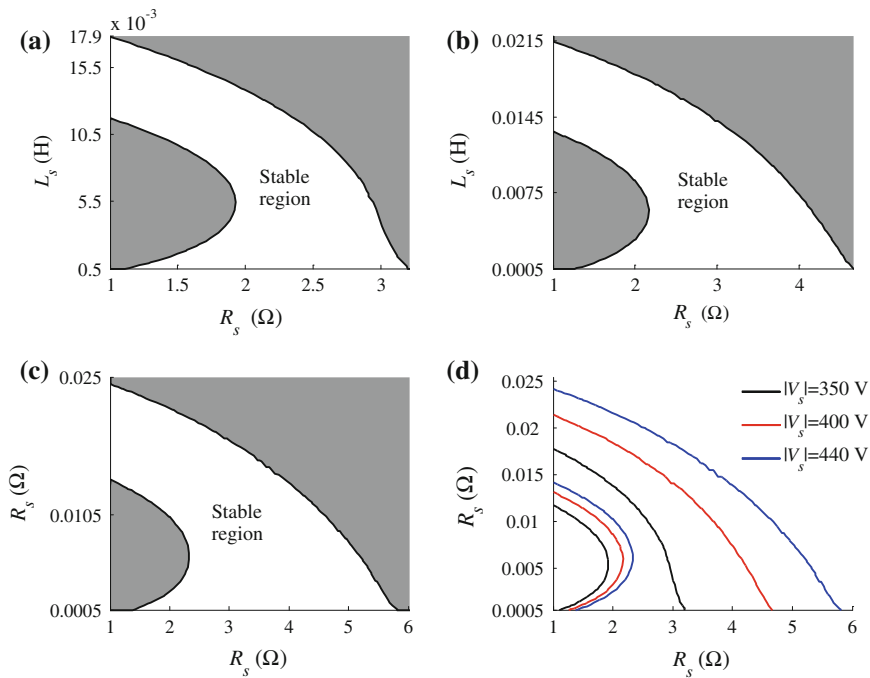 (a)
x 10⁻³
17.9
15.5
10.5
5.5
0.5
L_s (H)
Stable
region
1 1.5 2 2.5 3
R_s (Ω)
(b)
0.0215
0.0145
0.0075
0.0005
L_s (H)
Stable
region
1 2 3 4
R_s (Ω)
(c)
0.025
0.0105
0.0005
R_s (Ω)
Stable
region
1 2 3 4 5 6
R_s (Ω)
(d)
0.025
0.02
0.015
0.01
0.005
0.0005
R_s (Ω)
|V_s|=350 V
|V_s|=400 V
|V_s|=440 V
1 2 3 4 5 6
R_s (Ω)